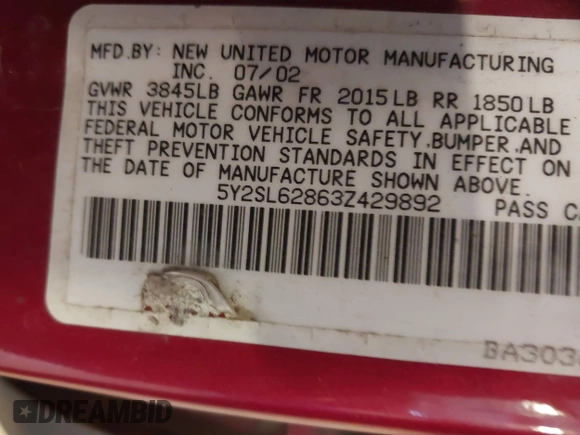 MFD.BY: NEW UNITED MOTOR MANUFACTURING
INC. 07/02
GVWR 3845LB GAWR FR 2015LB RR 1850LB
THIS VEHICLE CONFORMS TO ALL APPLICABLE
FEDERAL MOTOR VEHICLE SAFETY,BUMPER,AND
THEFT PREVENTION STANDARDS IN EFFECT ON
THE DATE OF MANUFACTURE SHOWN ABOVE.
5Y2SL62863Z429892 PASS
DREAMBID